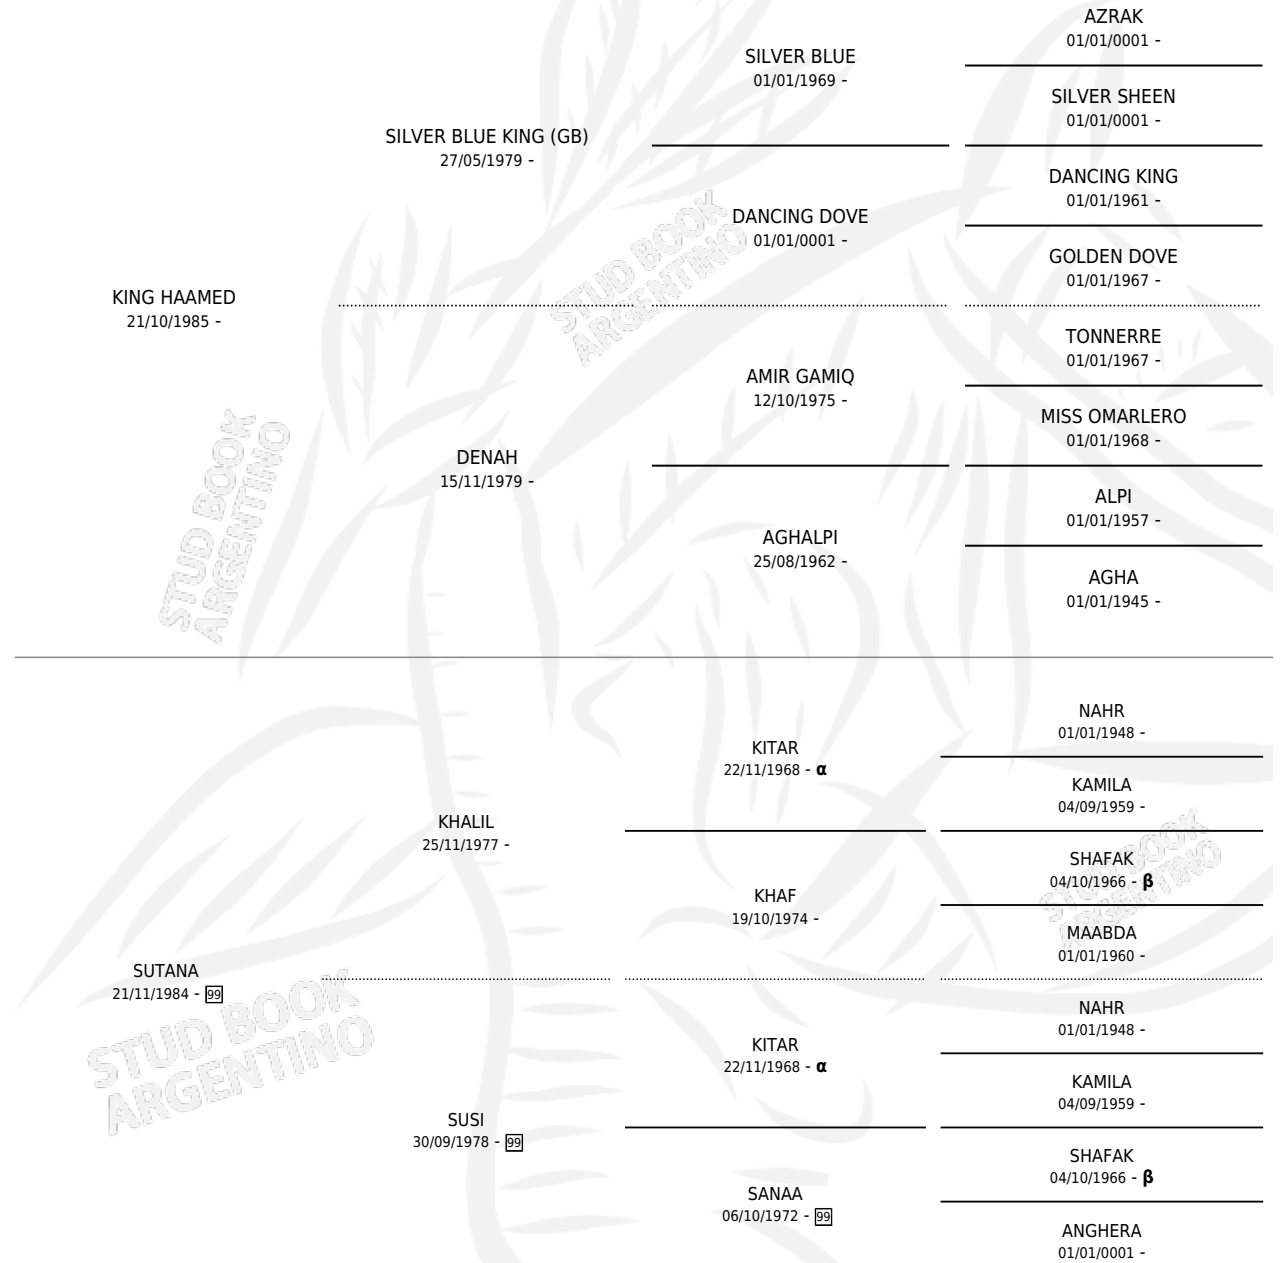 AZRAK
01/01/0001 -
SILVER BLUE
01/01/1969 -
SILVER SHEEN
01/01/0001 -
SILVER BLUE KING (GB)
27/05/1979 -
DANCING KING
01/01/1961 -
DANCING DOVE
01/01/0001 -
GOLDEN DOVE
01/01/1967 -
KING HAAMED
21/10/1985 -
TONNERRE
01/01/1967 -
AMIR GAMIQ
12/10/1975 -
MISS OMARLERO
01/01/1968 -
DENAH
15/11/1979 -
ALPI
01/01/1957 -
AGHALPI
25/08/1962 -
AGHA
01/01/1945 -
NAHR
01/01/1948 -
KITAR
22/11/1968 - α
KAMILA
04/09/1959 -
KHALIL
25/11/1977 -
SHAFAK
04/10/1966 - β
KHAF
19/10/1974 -
MAABDA
01/01/1960 -
SUTANA
21/11/1984 - 99
NAHR
01/01/1948 -
KITAR
22/11/1968 - α
KAMILA
04/09/1959 -
SUSI
30/09/1978 - 99
SHAFAK
04/10/1966 - β
SANAA
06/10/1972 - 99
ANGHERA
01/01/0001 -
STUD BOOK
ARGENTINO
STUD BOOK
ARGENTINO
STUD BOOK
ARGENTINO
STUD BOOK
ARGENTINO